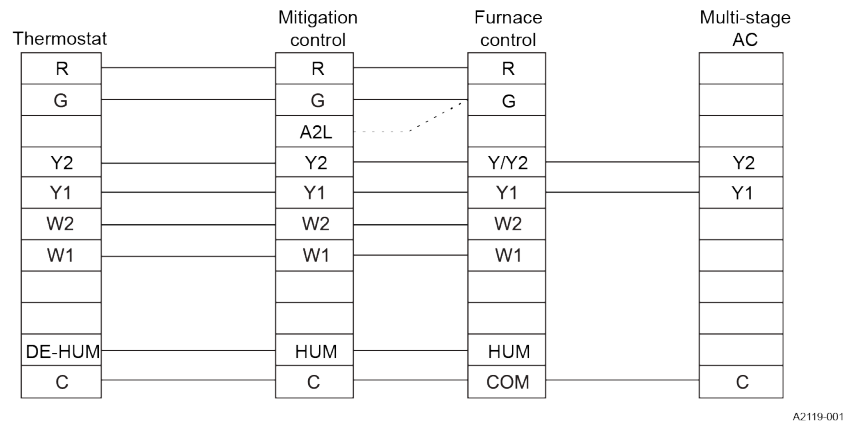 Thermostat
Mitigation
control
Furnace
control
Multi-stage
AC
R R R
G G G
A2L
Y2 Y2 Y/Y2 Y2
Y1 Y1 Y1 Y1
W2 W2 W2
W1 W1 W1
DE-HUM HUM HUM
C C COM C
A2119-001